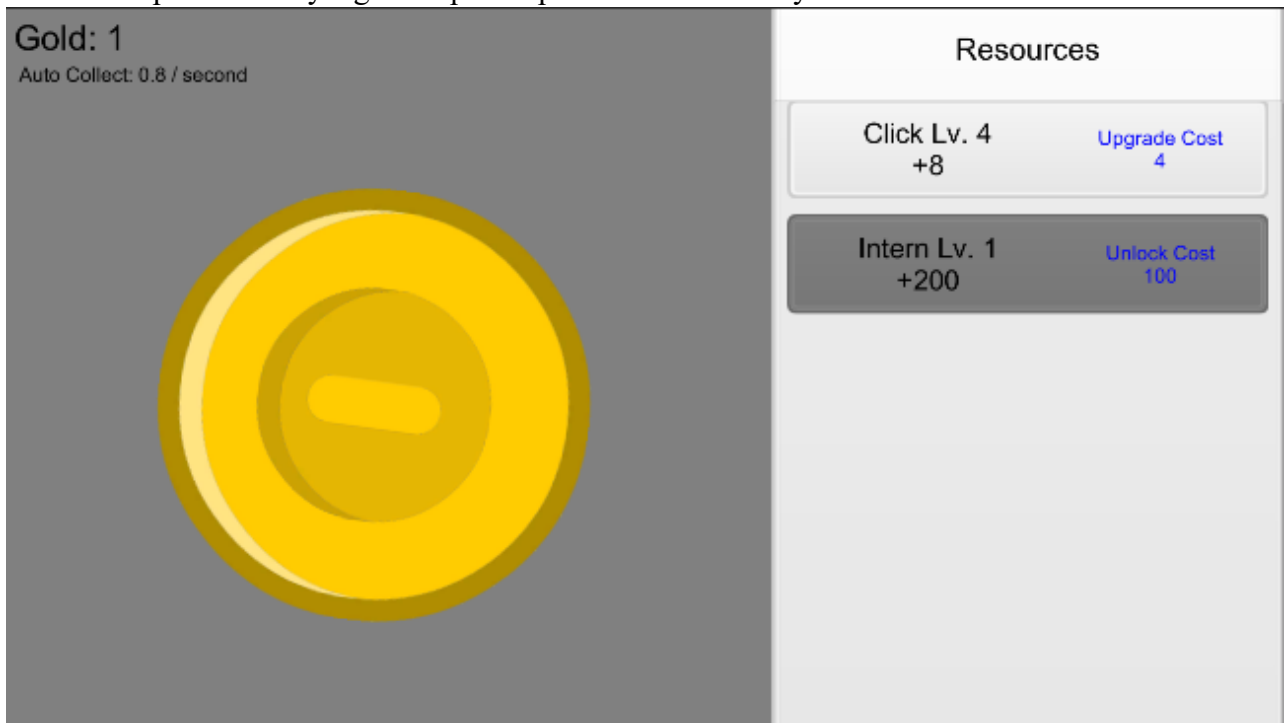 Gold: 1
Auto Collect: 0.8 / second
Resources
Click Lv. 4
+8
Upgrade Cost
4
Intern Lv. 1
+200
Unlock Cost
100